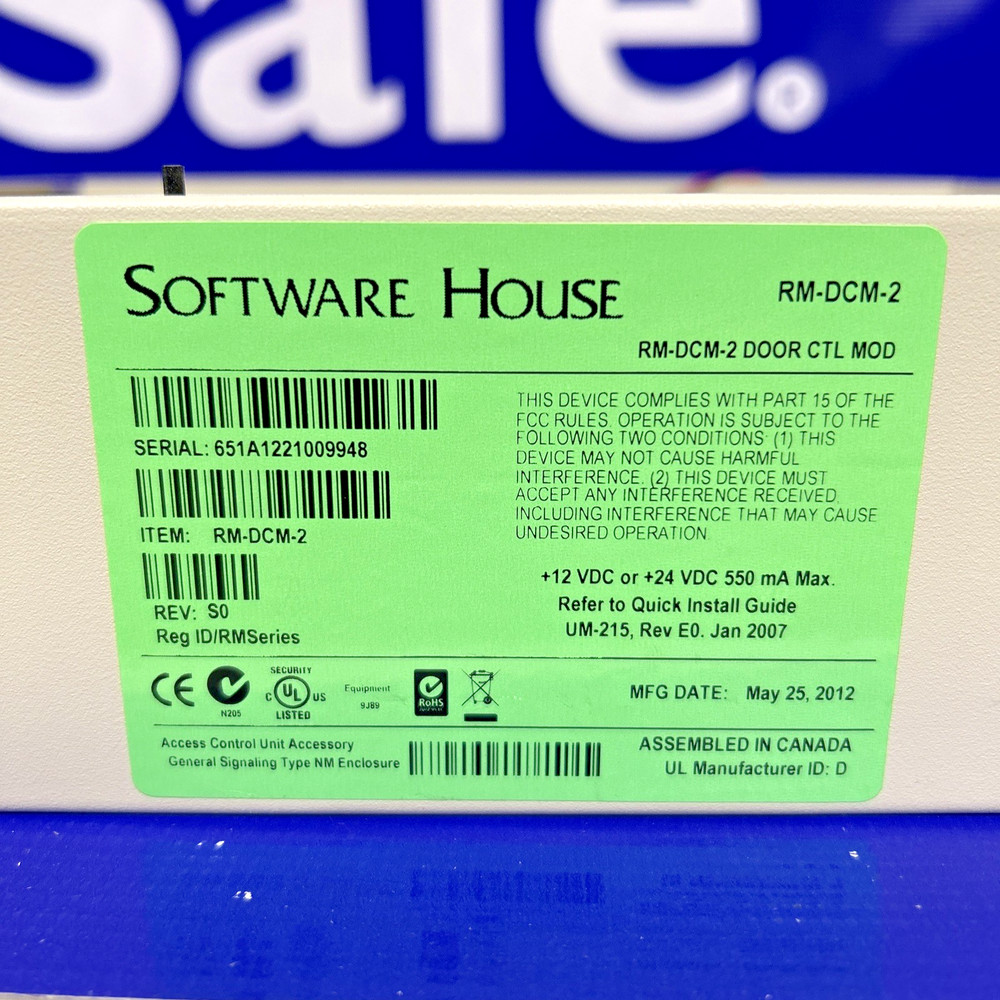 Safe.
SOFTWARE HOUSE
RM-DCM-2
RM-DCM-2 DOOR CTL MOD
SERIAL: 651A1221009948
ITEM: RM-DCM-2
REV: S0
Reg ID/RMSeries
THIS DEVICE COMPLIES WITH PART 15 OF THE
FCC RULES. OPERATION IS SUBJECT TO THE
FOLLOWING TWO CONDITIONS: (1) THIS
DEVICE MAY NOT CAUSE HARMFUL
INTERFERENCE. (2) THIS DEVICE MUST
ACCEPT ANY INTERFERENCE RECEIVED,
INCLUDING INTERFERENCE THAT MAY CAUSE
UNDESIRED OPERATION.
+12 VDC or +24 VDC 550 mA Max.
Refer to Quick Install Guide
UM-215, Rev E0. Jan 2007
CE
N205
SECURITY
C UL US
LISTED
Equipment
9J89
RoHS
MFG DATE: May 25, 2012
Access Control Unit Accessory
General Signaling Type NM Enclosure
ASSEMBLED IN CANADA
UL Manufacturer ID: D